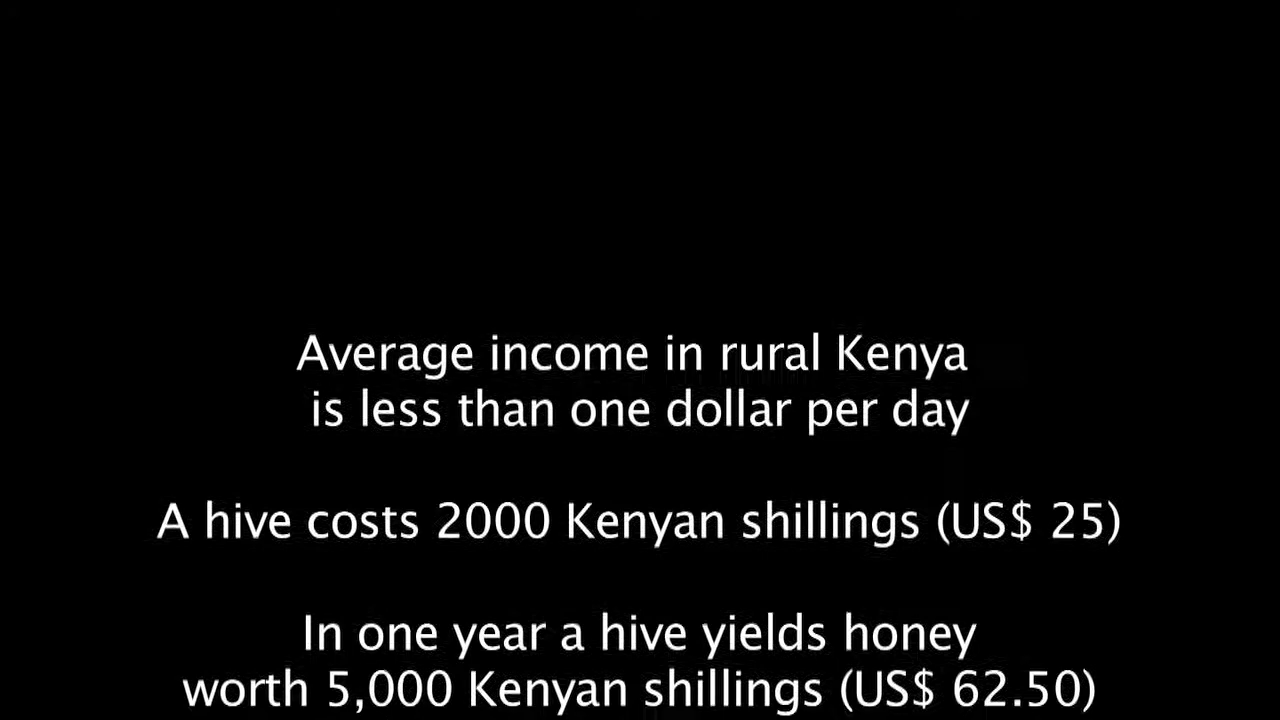 Average income in rural Kenya
is less than one dollar per day
A hive costs 2000 Kenyan shillings (US$ 25)
In one year a hive yields honey
worth 5,000 Kenyan shillings (US$ 62.50)